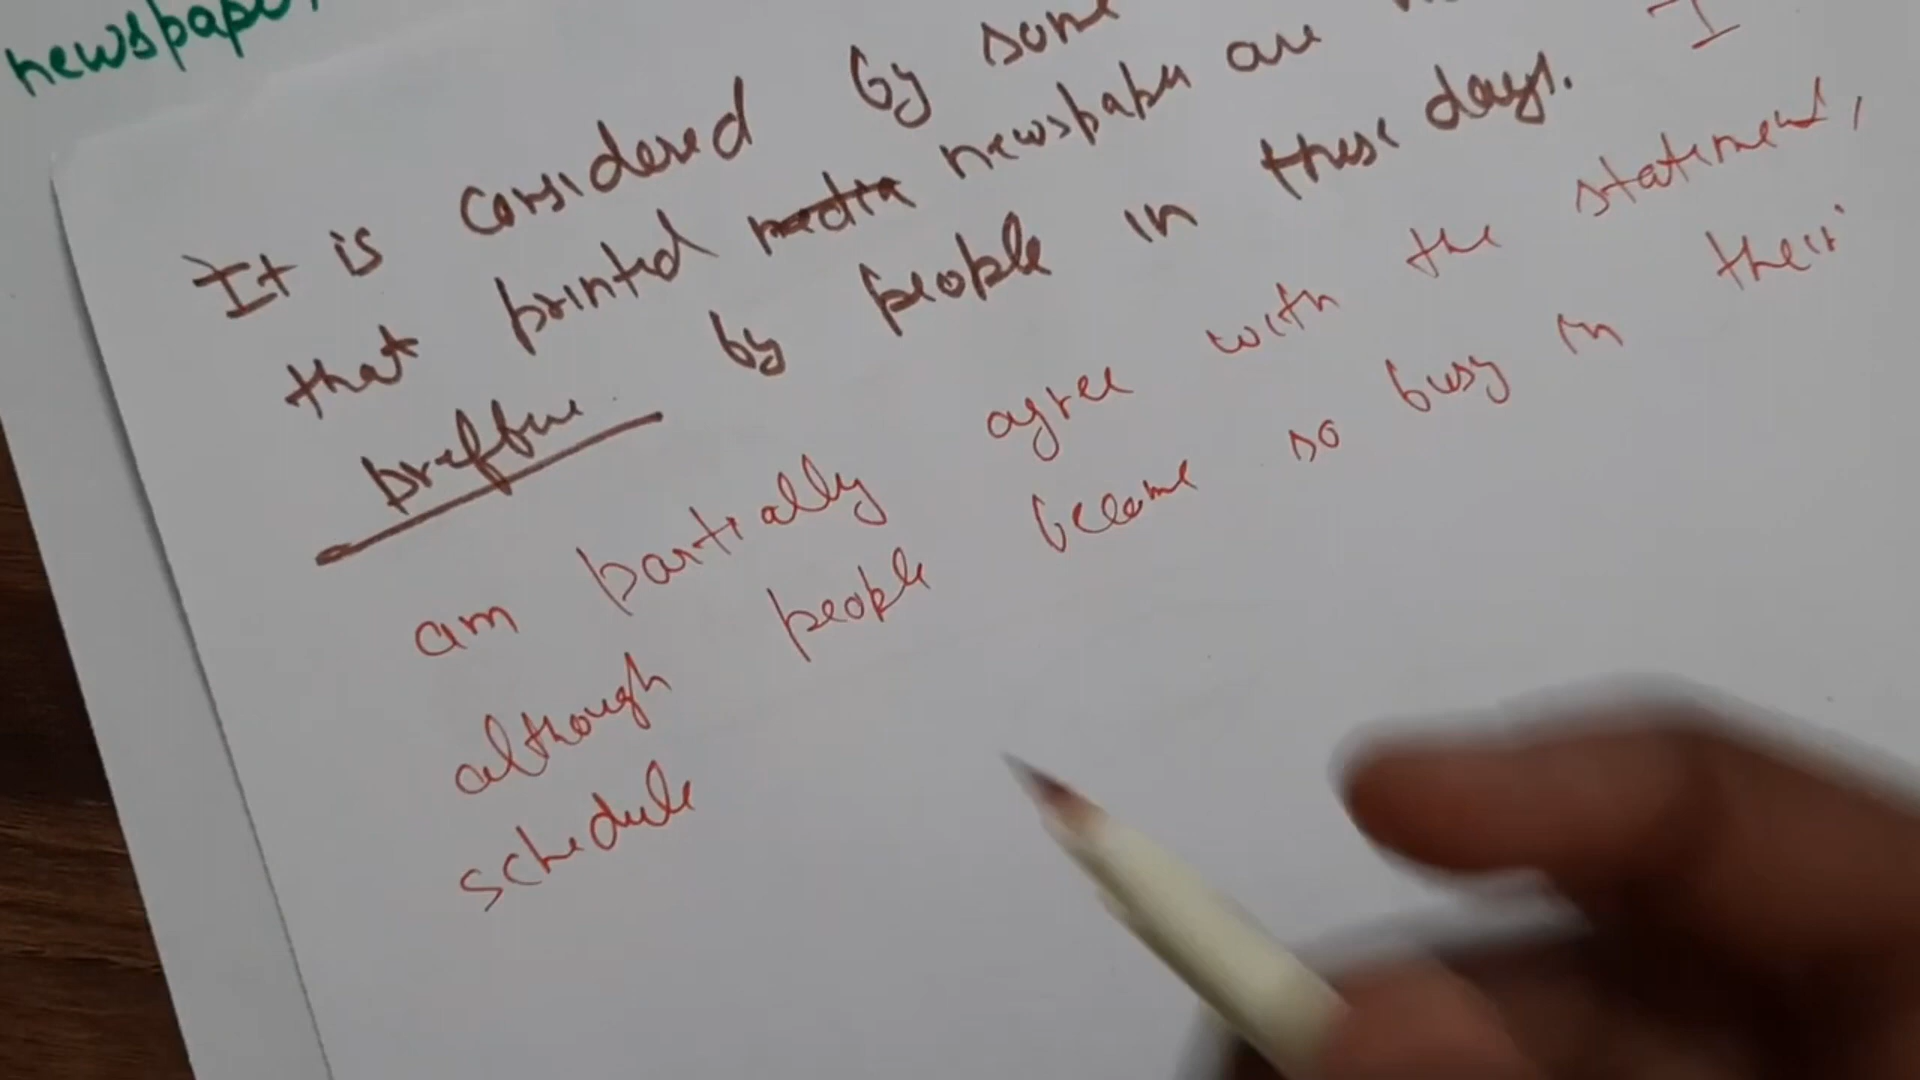 newspaper
It is considered by some
that printed media newspaper are
by people in these days. I
am partially agree with the statement,
although people become so busy in their
schedule